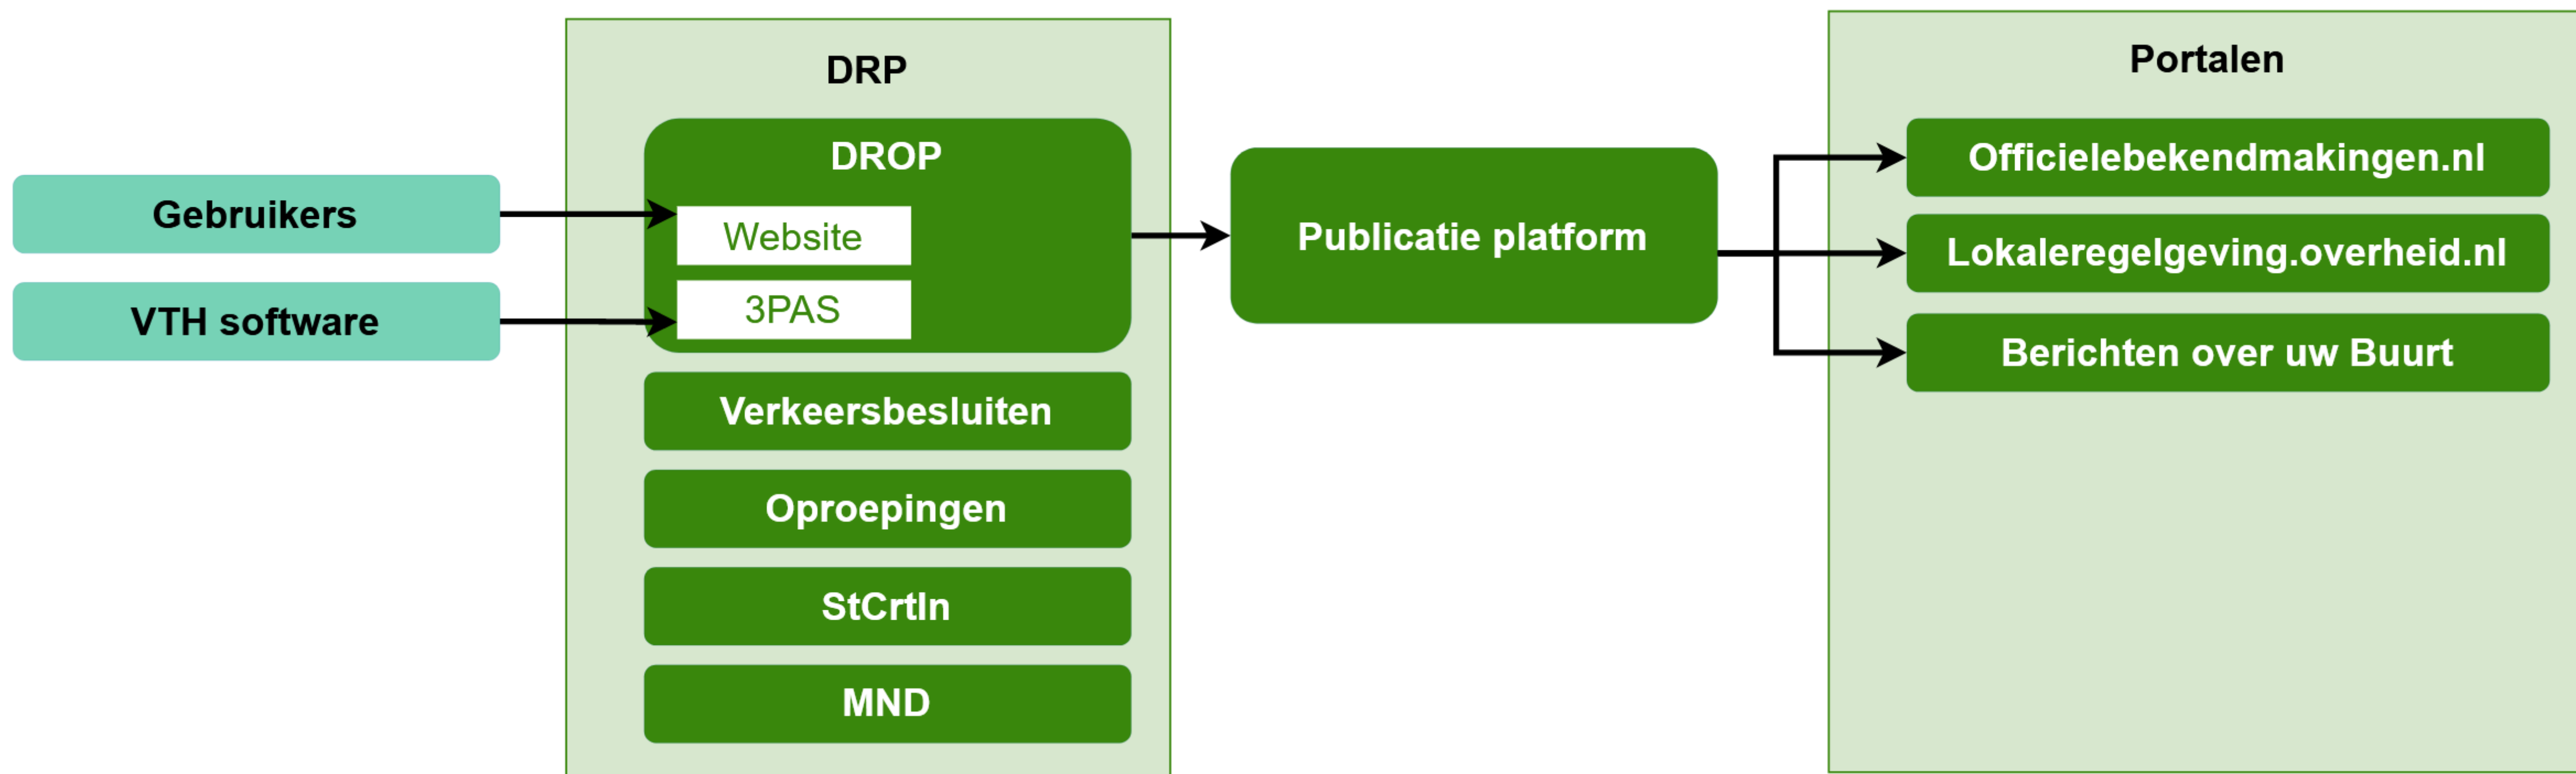 Gebruikers
VTH software
DRP
DROP
Website
3PAS
Verkeersbesluiten
Oproepingen
StCrtIn
MND
Publicatie platform
Portalen
Officielebekendmakingen.nl
Lokaleregelgeving.overheid.nl
Berichten over uw Buurt